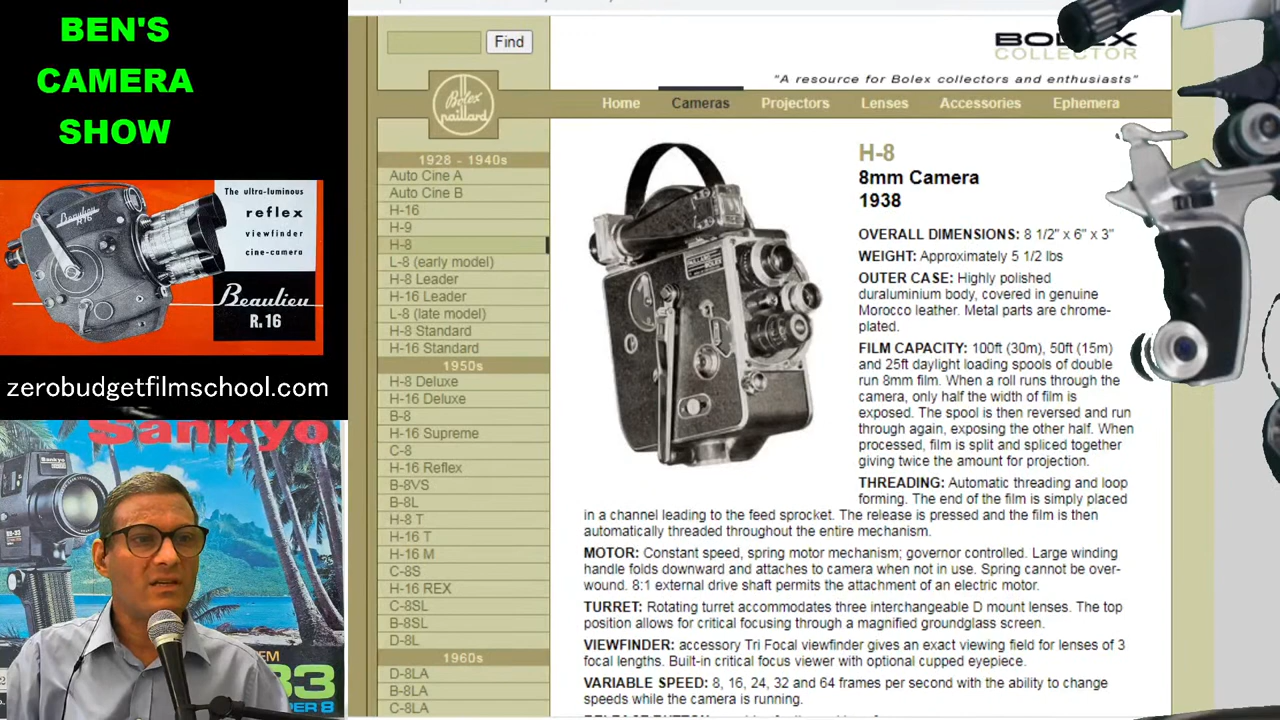 BEN'S
CAMERA
SHOW
The ultra-luminous
reflex
viewfinder
cine-camera
Beaulieu
R.16
Beaulieu
R16
zerobudgetfilmschool.com
Sankyo
Sankyo
33
PER 8
Find
Bolex
paillard
BOLEX
COLLECTOR
"A resource for Bolex collectors and enthusiasts"
Home Cameras Projectors Lenses Accessories Ephemera
1928 - 1940s
Auto Cine A
Auto Cine B
H-16
H-9
H-8
L-8 (early model)
H-8 Leader
H-16 Leader
L-8 (late model)
H-8 Standard
H-16 Standard
1950s
H-8 Deluxe
H-16 Deluxe
B-8
H-16 Supreme
C-8
H-16 Reflex
B-8VS
B-8L
H-8 T
H-16 T
H-16 M
C-8S
H-16 REX
C-8SL
B-8SL
D-8L
1960s
D-8LA
B-8LA
C-8LA
H-8
8mm Camera
1938
OVERALL DIMENSIONS: 8 1/2" x 6" x 3"
WEIGHT: Approximately 5 1/2 lbs
OUTER CASE: Highly polished
duraluminium body, covered in genuine
Morocco leather. Metal parts are chrome-
plated.
FILM CAPACITY: 100ft (30m), 50ft (15m)
and 25ft daylight loading spools of double
run 8mm film. When a roll runs through the
camera, only half the width of film is
exposed. The spool is then reversed and run
through again, exposing the other half. When
processed, film is split and spliced together
giving twice the amount for projection.
THREADING: Automatic threading and loop
forming. The end of the film is simply placed
in a channel leading to the feed sprocket. The release is pressed and the film is then
automatically threaded throughout the entire mechanism.
MOTOR: Constant speed, spring motor mechanism; governor controlled. Large winding
handle folds downward and attaches to camera when not in use. Spring cannot be over-
wound. 8:1 external drive shaft permits the attachment of an electric motor.
TURRET: Rotating turret accommodates three interchangeable D mount lenses. The top
position allows for critical focusing through a magnified groundglass screen.
VIEWFINDER: accessory Tri Focal viewfinder gives an exact viewing field for lenses of 3
focal lengths. Built-in critical focus viewer with optional cupped eyepiece.
VARIABLE SPEED: 8, 16, 24, 32 and 64 frames per second with the ability to change
speeds while the camera is running.